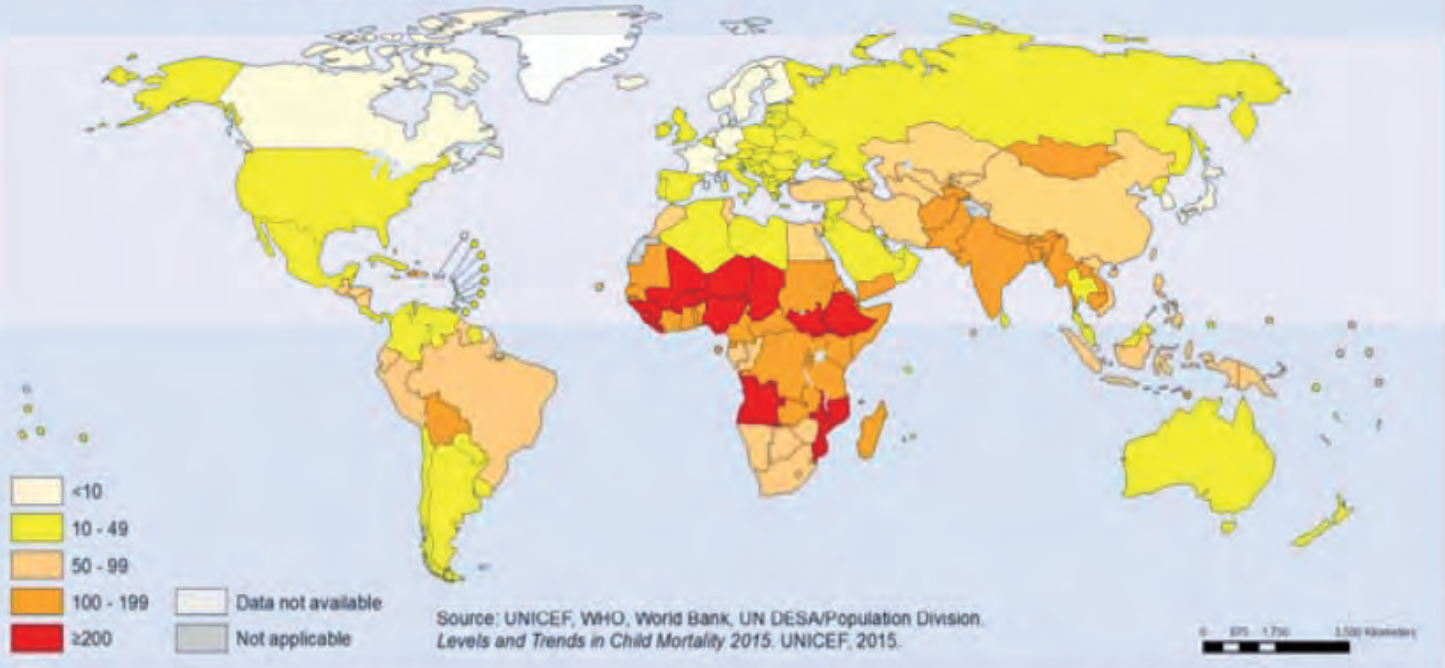 <10
10 - 49
50 - 99
100 - 199
≥200
Data not available
Not applicable
Source: UNICEF, WHO, World Bank, UN DESA/Population Division.
Levels and Trends in Child Mortality 2015. UNICEF, 2015.
0 875 1,750 3,500 Kilometers